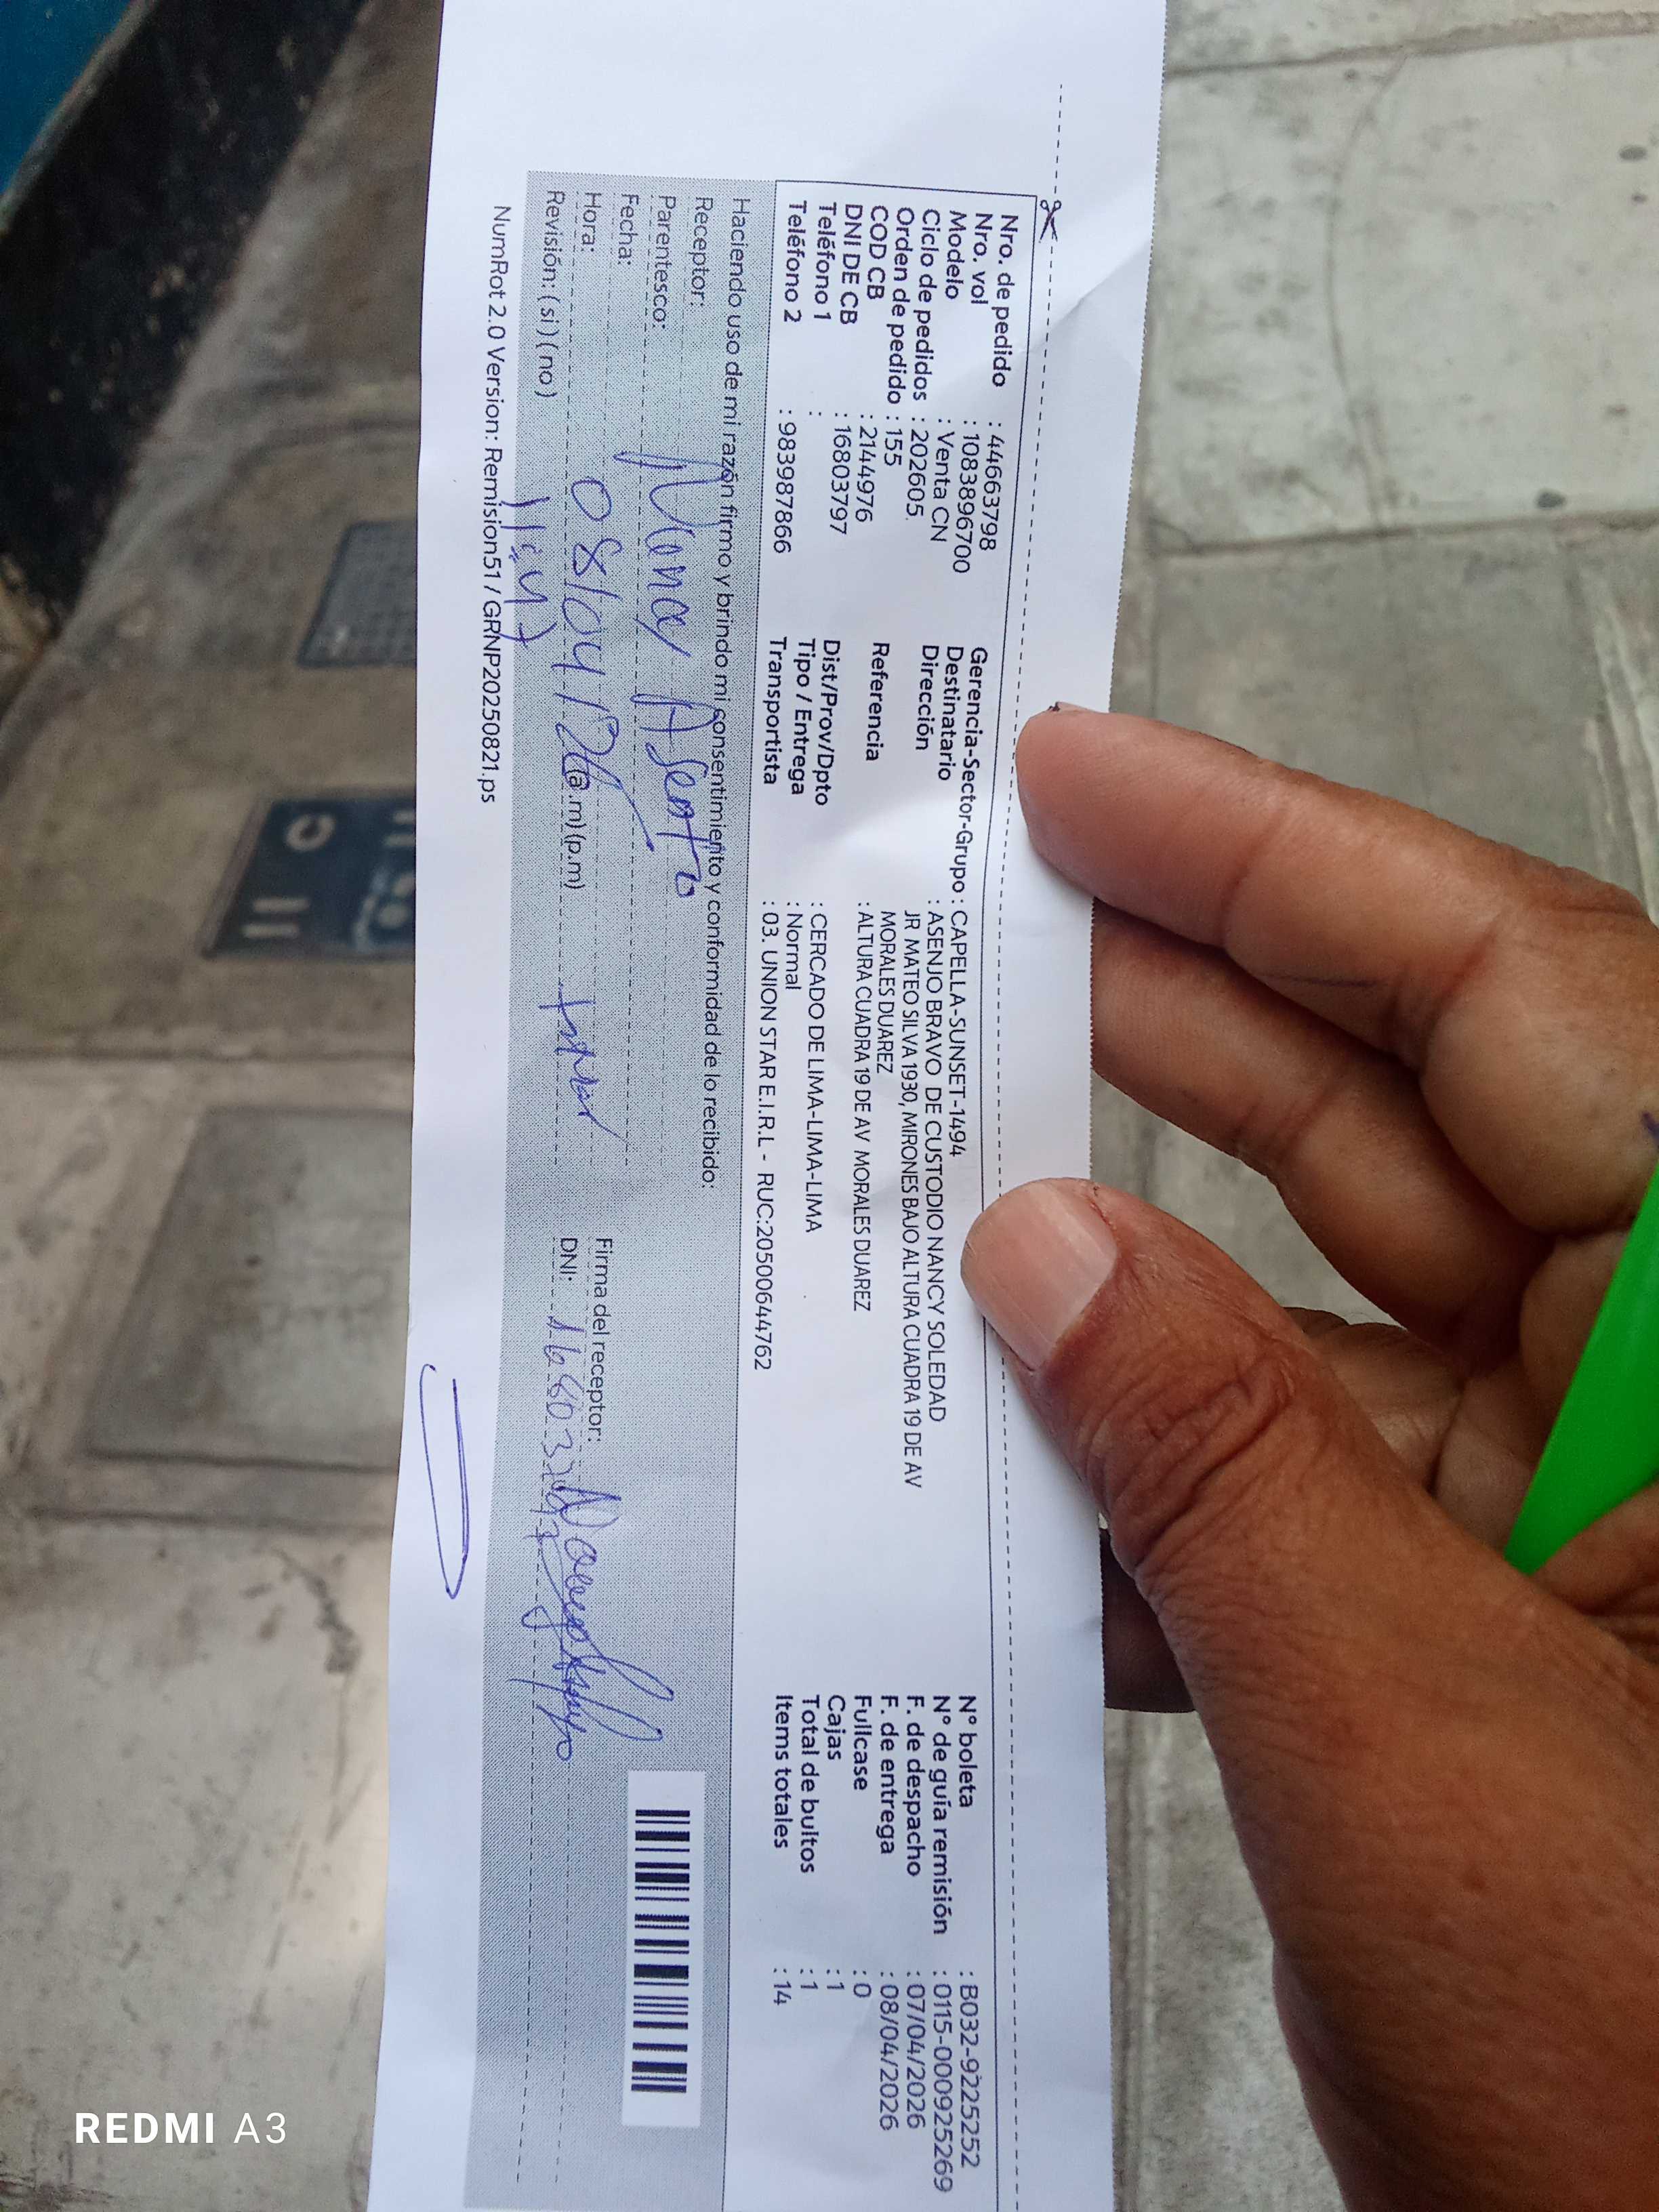 Nro. de pedido : 44663798
Nro. vol : 1083896700
Modelo : Venta CN
Ciclo de pedidos : 202605
Orden de pedido : 155
COD CB : 2144976
DNI DE CB : 16803797
Teléfono 1 :
Teléfono 2 : 983987866
Gerencia-Sector-Grupo : CAPELLA-SUNSET-1494
Destinatario : ASENJO BRAVO DE CUSTODIO NANCY SOLEDAD
Dirección JR MATEO SILVA 1930, MIRONES BAJO ALTURA CUADRA 19 DE AV
MORALES DUAREZ
Referencia : ALTURA CUADRA 19 DE AV MORALES DUAREZ
Dist/Prov/Dpto : CERCADO DE LIMA-LIMA-LIMA
Tipo / Entrega : Normal
Transportista : 03. UNION STAR E.I.R.L - RUC:20500644762
N° boleta : B032-9225252
N° de guía remisión : 0115-000925269
F. de despacho : 07/04/2026
F. de entrega : 08/04/2026
Fullcase : 0
Cajas : 1
Total de bultos : 1
Items totales : 14
Haciendo uso de mi razón firmo y brindo mi consentimiento y conformidad de lo recibido:
Receptor: Nancy
Parentesco:
Fecha: 08/04/26
Hora: (a.m) (p.m)
Revisión: ( si ) ( no )
Firma del receptor:
DNI: 16803797
NumRot 2.0 Version: Remision51 / GRNP20250821.ps
REDMI A3